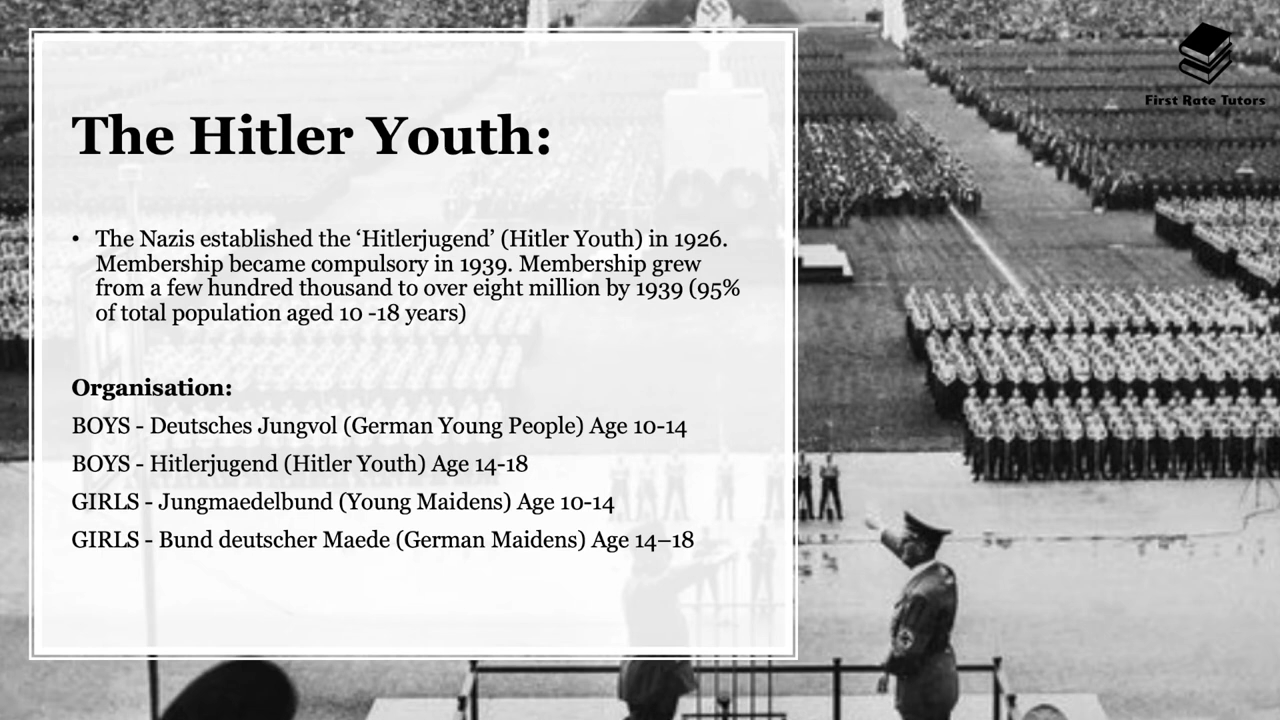 First Rate Tutors
The Hitler Youth:
• The Nazis established the ‘Hitlerjugend’ (Hitler Youth) in 1926.
Membership became compulsory in 1939. Membership grew
from a few hundred thousand to over eight million by 1939 (95%
of total population aged 10 -18 years)
Organisation:
BOYS - Deutsches Jungvol (German Young People) Age 10-14
BOYS - Hitlerjugend (Hitler Youth) Age 14-18
GIRLS - Jungmaedelbund (Young Maidens) Age 10-14
GIRLS - Bund deutscher Maede (German Maidens) Age 14–18